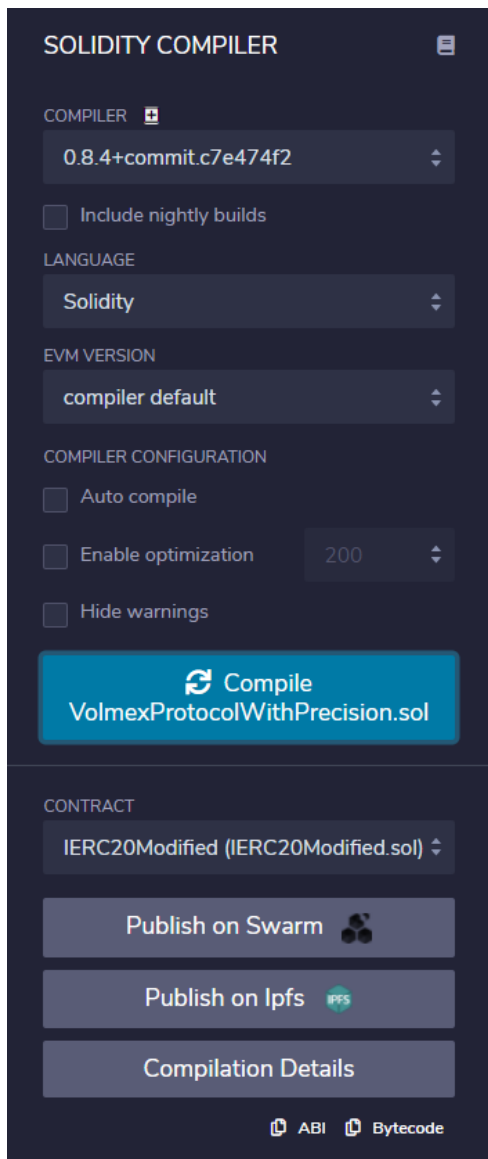 SOLIDITY COMPILER
COMPILER
0.8.4+commit.c7e474f2
Include nightly builds
LANGUAGE
Solidity
EVM VERSION
compiler default
COMPILER CONFIGURATION
Auto compile
Enable optimization 200
Hide warnings
Compile
VolmexProtocolWithPrecision.sol
CONTRACT
IERC20Modified (IERC20Modified.sol)
Publish on Swarm
Publish on Ipfs IPFS
Compilation Details
ABI Bytecode